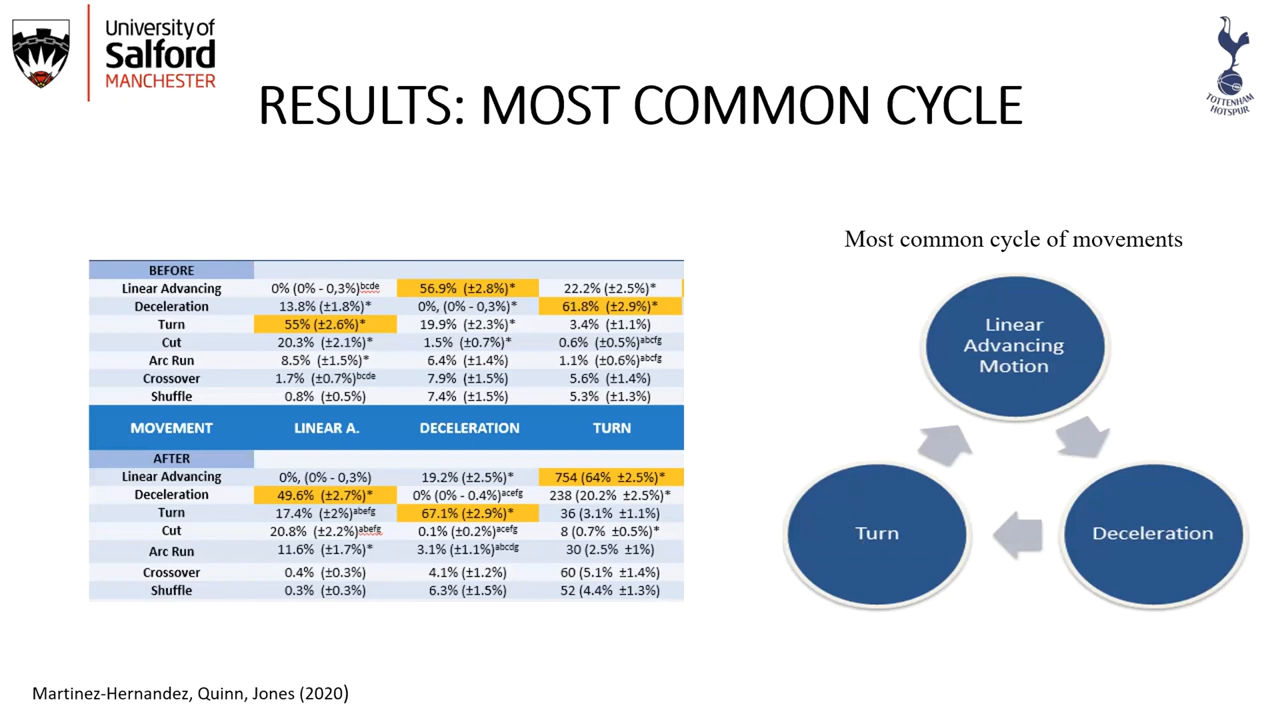 University of
Salford
MANCHESTER
TOTTENHAM
HOTSPUR
RESULTS: MOST COMMON CYCLE
BEFORE
Linear Advancing 0% (0% - 0,3%)bcde 56.9% (±2.8%)* 22.2% (±2.5%)*
Deceleration 13.8% (±1.8%)* 0%, (0% - 0,3%)* 61.8% (±2.9%)*
Turn 55% (±2.6%)* 19.9% (±2.3%)* 3.4% (±1.1%)
Cut 20.3% (±2.1%)* 1.5% (±0.7%)* 0.6% (±0.5%)abcfg
Arc Run 8.5% (±1.5%)* 6.4% (±1.4%) 1.1% (±0.6%)abcfg
Crossover 1.7% (±0.7%)bcde 7.9% (±1.5%) 5.6% (±1.4%)
Shuffle 0.8% (±0.5%) 7.4% (±1.5%) 5.3% (±1.3%)
MOVEMENT LINEAR A. DECELERATION TURN
AFTER
Linear Advancing 0%, (0% - 0,3%) 19.2% (±2.5%)* 754 (64% ±2.5%)*
Deceleration 49.6% (±2.7%)* 0% (0% - 0.4%)acefg 238 (20.2% ±2.5%)*
Turn 17.4% (±2%)abefg 67.1% (±2.9%)* 36 (3.1% ±1.1%)
Cut 20.8% (±2.2%)abefg 0.1% (±0.2%)acefg 8 (0.7% ±0.5%)*
Arc Run 11.6% (±1.7%)* 3.1% (±1.1%)abcdg 30 (2.5% ±1%)
Crossover 0.4% (±0.3%) 4.1% (±1.2%) 60 (5.1% ±1.4%)
Shuffle 0.3% (±0.3%) 6.3% (±1.5%) 52 (4.4% ±1.3%)
Most common cycle of movements
Linear
Advancing
Motion
Turn
Deceleration
Martinez-Hernandez, Quinn, Jones (2020)